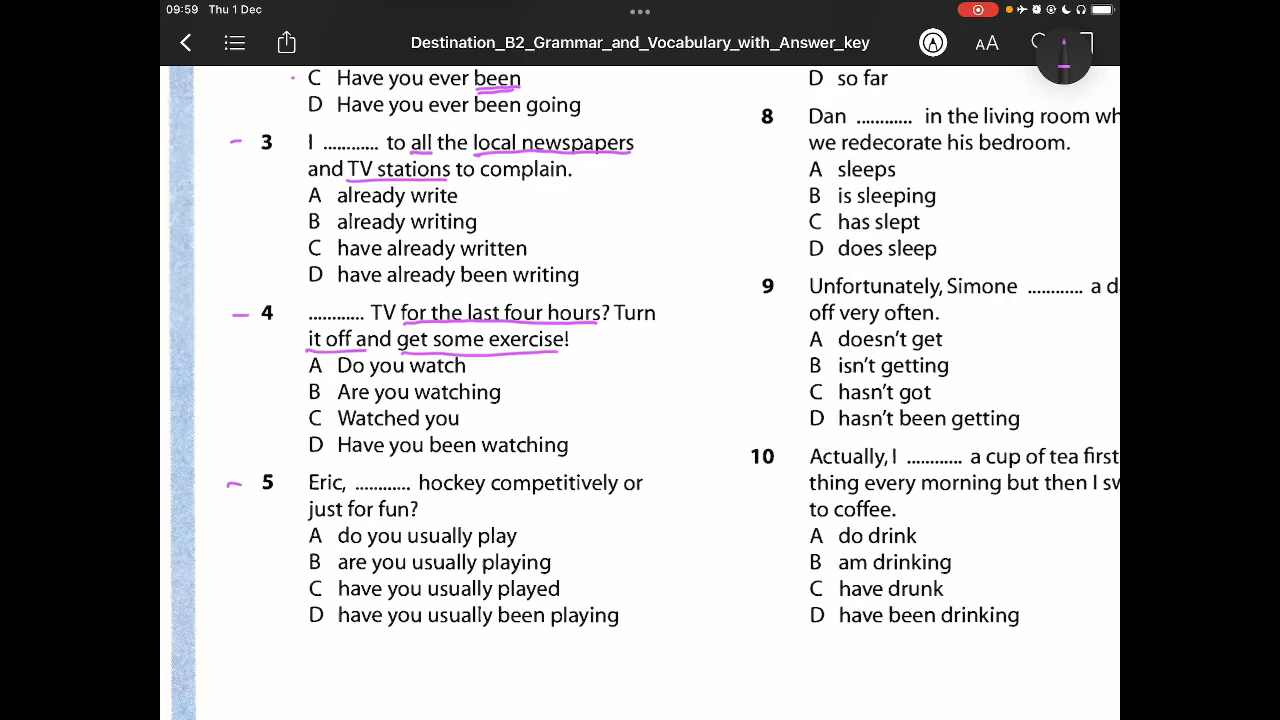 09:59 Thu 1 Dec
Destination_B2_Grammar_and_Vocabulary_with_Answer_key
AA
C Have you ever been
D Have you ever been going
3 I ............ to all the local newspapers
and TV stations to complain.
A already write
B already writing
C have already written
D have already been writing
4 ............ TV for the last four hours? Turn
it off and get some exercise!
A Do you watch
B Are you watching
C Watched you
D Have you been watching
5 Eric, ............ hockey competitively or
just for fun?
A do you usually play
B are you usually playing
C have you usually played
D have you usually been playing
D so far
8 Dan ............ in the living room wh
we redecorate his bedroom.
A sleeps
B is sleeping
C has slept
D does sleep
9 Unfortunately, Simone ............ a d
off very often.
A doesn't get
B isn't getting
C hasn't got
D hasn't been getting
10 Actually, I ............ a cup of tea first
thing every morning but then I sw
to coffee.
A do drink
B am drinking
C have drunk
D have been drinking